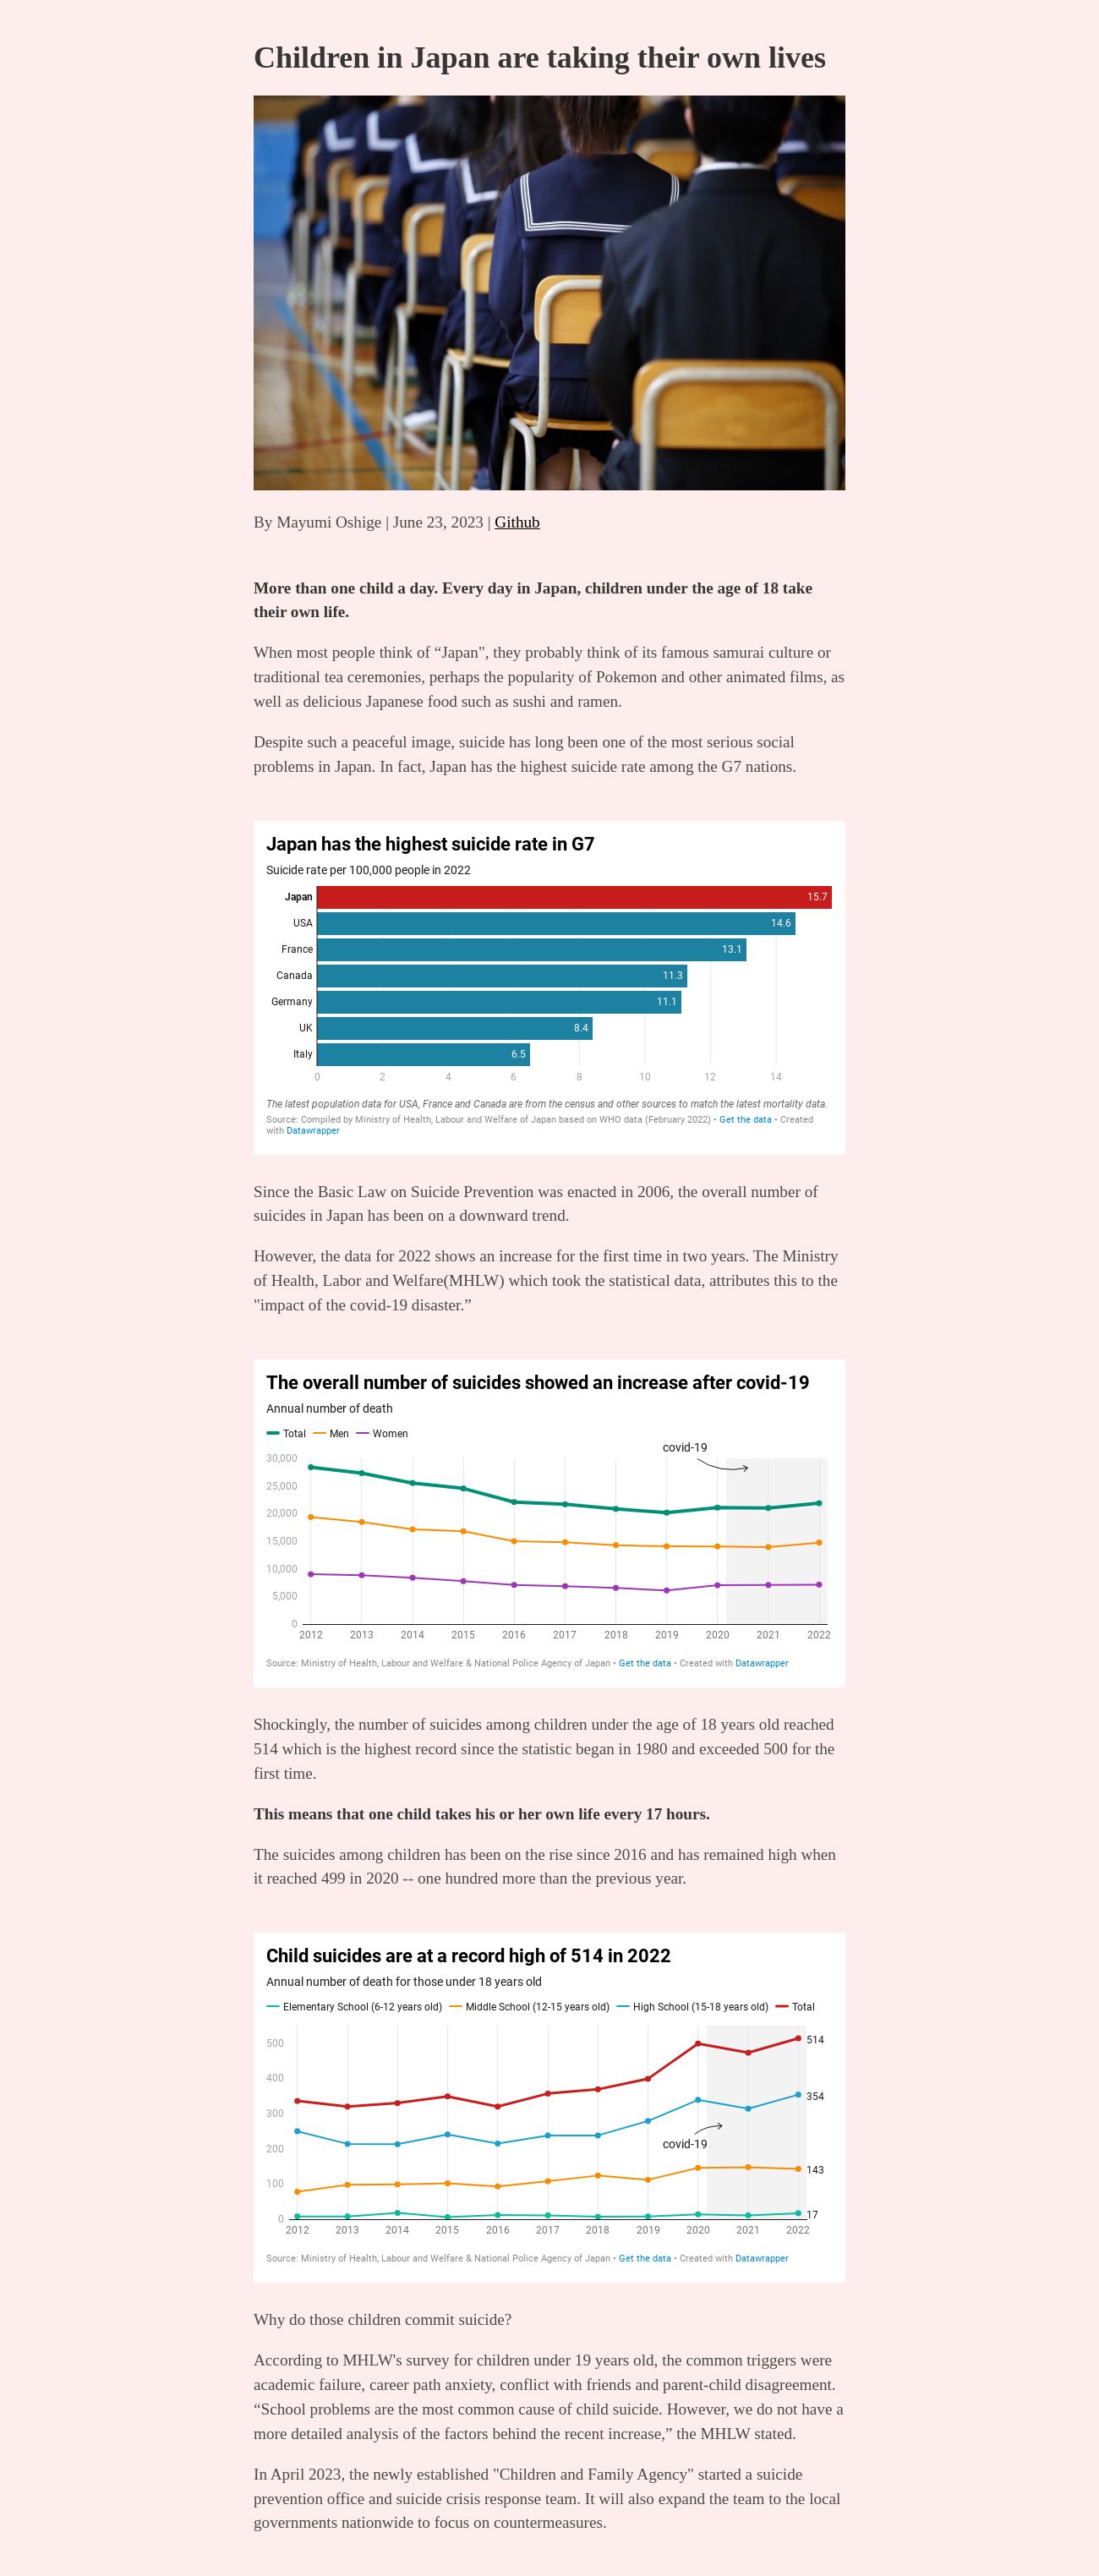 Children in Japan are taking their own lives
By Mayumi Oshige | June 23, 2023 | Github
More than one child a day. Every day in Japan, children under the age of 18 take
their own life.
When most people think of “Japan", they probably think of its famous samurai culture or
traditional tea ceremonies, perhaps the popularity of Pokemon and other animated films, as
well as delicious Japanese food such as sushi and ramen.
Despite such a peaceful image, suicide has long been one of the most serious social
problems in Japan. In fact, Japan has the highest suicide rate among the G7 nations.
Japan has the highest suicide rate in G7
Suicide rate per 100,000 people in 2022
Japan 15.7
USA 14.6
France 13.1
Canada 11.3
Germany 11.1
UK 8.4
Italy 6.5
0 2 4 6 8 10 12 14
The latest population data for USA, France and Canada are from the census and other sources to match the latest mortality data.
Source: Compiled by Ministry of Health, Labour and Welfare of Japan based on WHO data (February 2022) • Get the data • Created
with Datawrapper
Since the Basic Law on Suicide Prevention was enacted in 2006, the overall number of
suicides in Japan has been on a downward trend.
However, the data for 2022 shows an increase for the first time in two years. The Ministry
of Health, Labor and Welfare(MHLW) which took the statistical data, attributes this to the
"impact of the covid-19 disaster.”
The overall number of suicides showed an increase after covid-19
Annual number of death
Total Men Women
covid-19
30,000
25,000
20,000
15,000
10,000
5,000
0
2012 2013 2014 2015 2016 2017 2018 2019 2020 2021 2022
Source: Ministry of Health, Labour and Welfare & National Police Agency of Japan • Get the data • Created with Datawrapper
Shockingly, the number of suicides among children under the age of 18 years old reached
514 which is the highest record since the statistic began in 1980 and exceeded 500 for the
first time.
This means that one child takes his or her own life every 17 hours.
The suicides among children has been on the rise since 2016 and has remained high when
it reached 499 in 2020 -- one hundred more than the previous year.
Child suicides are at a record high of 514 in 2022
Annual number of death for those under 18 years old
Elementary School (6-12 years old) Middle School (12-15 years old) High School (15-18 years old) Total
500 514
400
354
300
covid-19
200
143
100
17
0
2012 2013 2014 2015 2016 2017 2018 2019 2020 2021 2022
Source: Ministry of Health, Labour and Welfare & National Police Agency of Japan • Get the data • Created with Datawrapper
Why do those children commit suicide?
According to MHLW's survey for children under 19 years old, the common triggers were
academic failure, career path anxiety, conflict with friends and parent-child disagreement.
“School problems are the most common cause of child suicide. However, we do not have a
more detailed analysis of the factors behind the recent increase,” the MHLW stated.
In April 2023, the newly established "Children and Family Agency" started a suicide
prevention office and suicide crisis response team. It will also expand the team to the local
governments nationwide to focus on countermeasures.